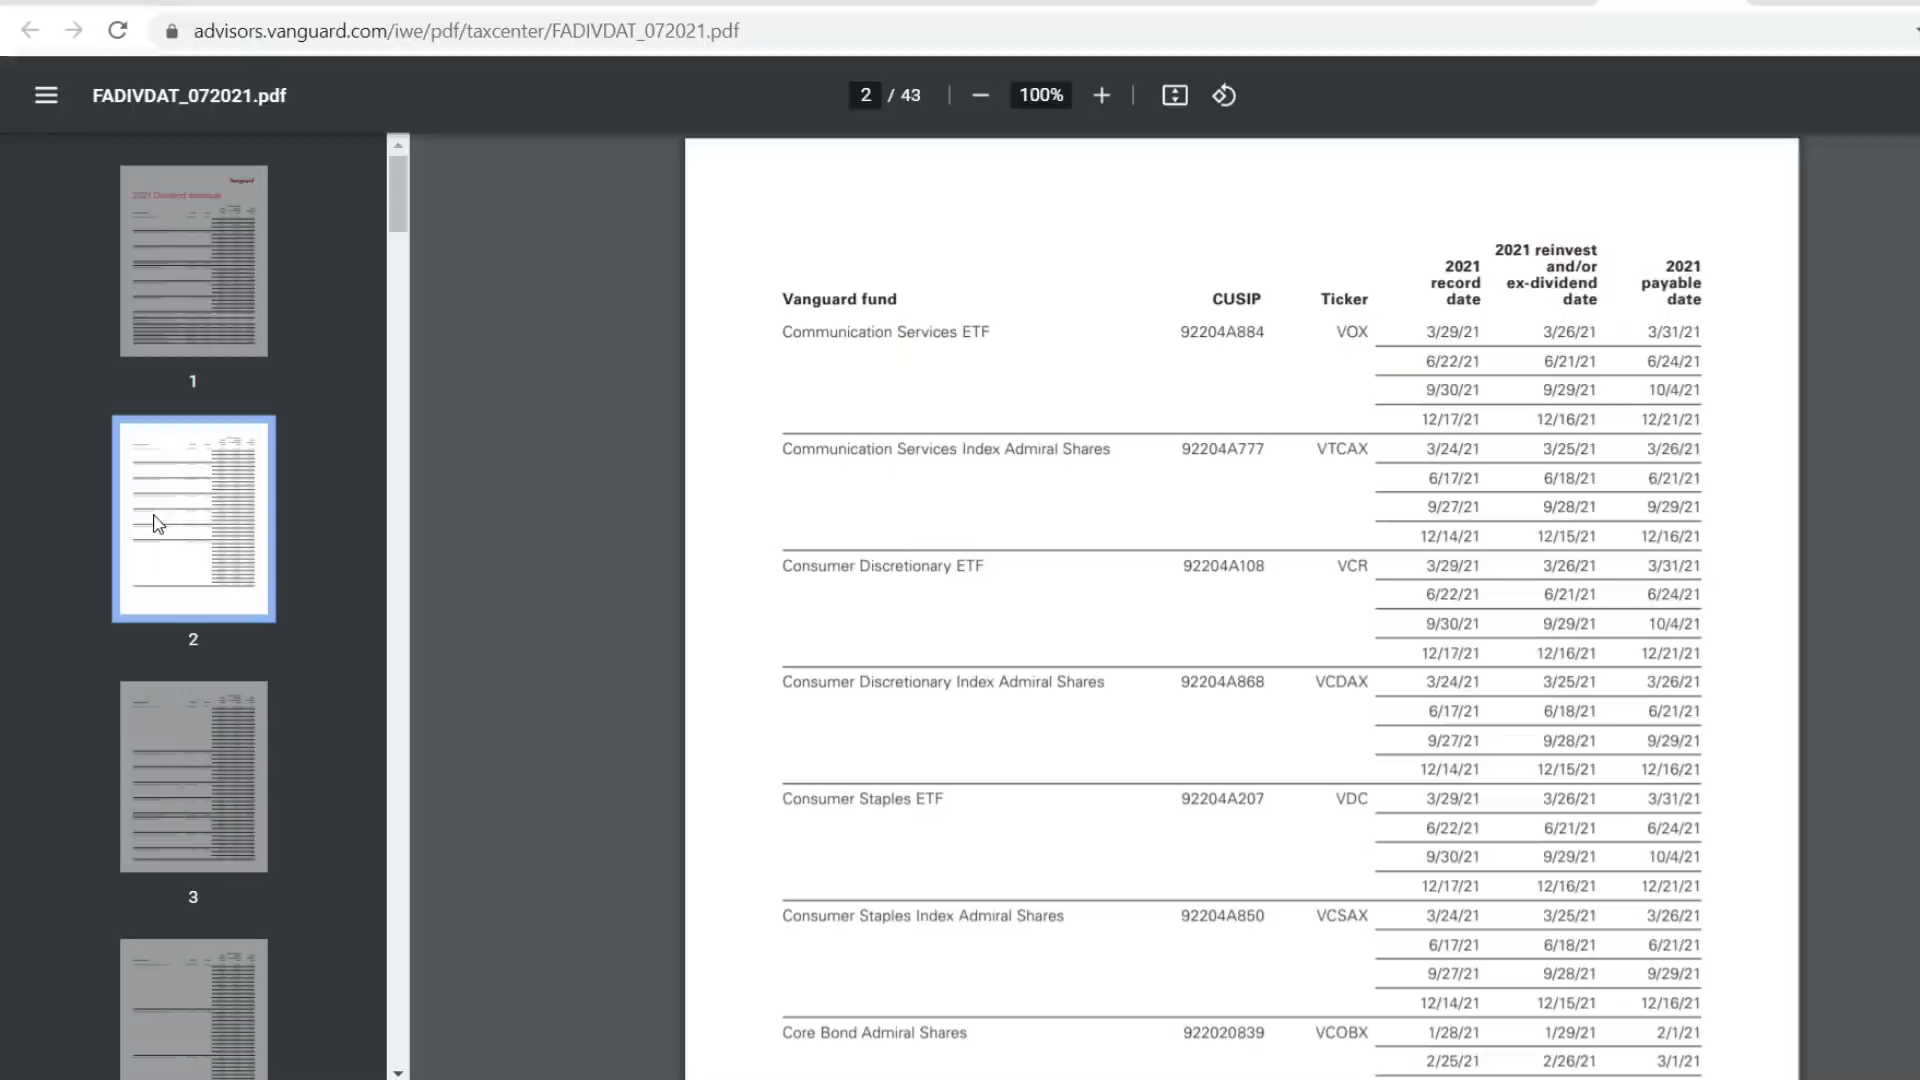 advisors.vanguard.com/iwe/pdf/taxcenter/FADIVDAT_072021.pdf
FADIVDAT_072021.pdf 2 / 43 100%
Vanguard
2021 Dividend schedule
1
2
3
Vanguard fund CUSIP Ticker 2021 record date 2021 reinvest and/or ex-dividend date 2021 payable date
Communication Services ETF 92204A884 VOX 3/29/21 3/26/21 3/31/21
6/22/21 6/21/21 6/24/21
9/30/21 9/29/21 10/4/21
12/17/21 12/16/21 12/21/21
Communication Services Index Admiral Shares 92204A777 VTCAX 3/24/21 3/25/21 3/26/21
6/17/21 6/18/21 6/21/21
9/27/21 9/28/21 9/29/21
12/14/21 12/15/21 12/16/21
Consumer Discretionary ETF 92204A108 VCR 3/29/21 3/26/21 3/31/21
6/22/21 6/21/21 6/24/21
9/30/21 9/29/21 10/4/21
12/17/21 12/16/21 12/21/21
Consumer Discretionary Index Admiral Shares 92204A868 VCDAX 3/24/21 3/25/21 3/26/21
6/17/21 6/18/21 6/21/21
9/27/21 9/28/21 9/29/21
12/14/21 12/15/21 12/16/21
Consumer Staples ETF 92204A207 VDC 3/29/21 3/26/21 3/31/21
6/22/21 6/21/21 6/24/21
9/30/21 9/29/21 10/4/21
12/17/21 12/16/21 12/21/21
Consumer Staples Index Admiral Shares 92204A850 VCSAX 3/24/21 3/25/21 3/26/21
6/17/21 6/18/21 6/21/21
9/27/21 9/28/21 9/29/21
12/14/21 12/15/21 12/16/21
Core Bond Admiral Shares 922020839 VCOBX 1/28/21 1/29/21 2/1/21
2/25/21 2/26/21 3/1/21